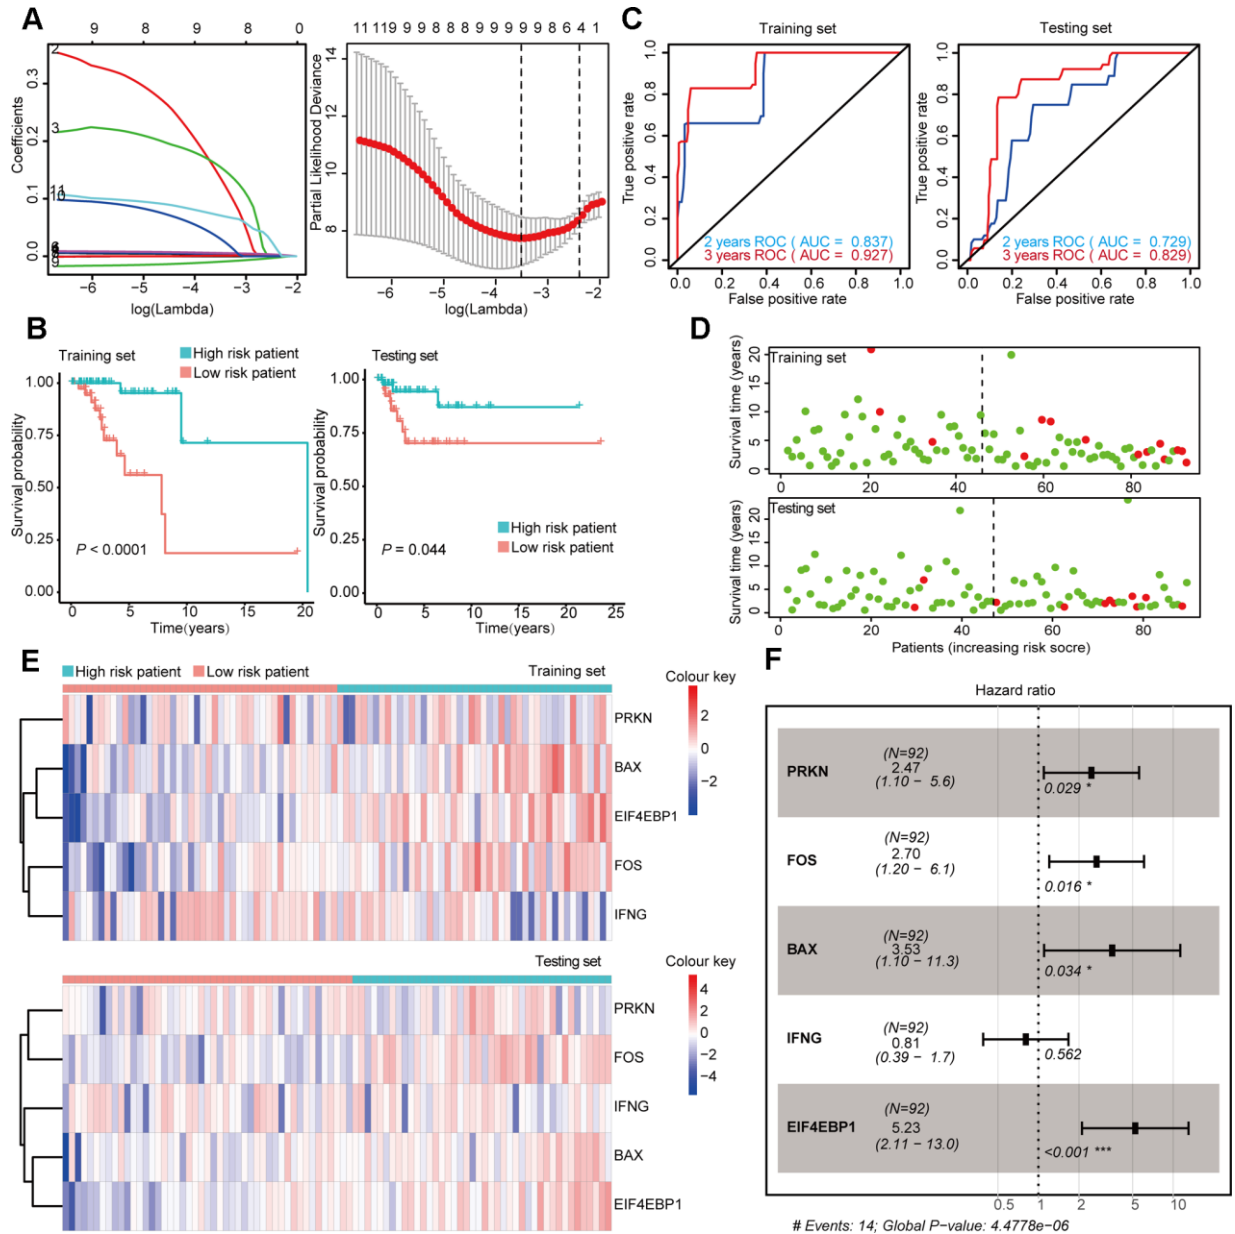 A
9 8 9 8 0
Coefficients
0.3
0.2
0.1
0.0
2
3
11
10
9
−6 −5 −4 −3 −2
log(Lambda)
11 11 9 9 9 8 8 9 9 9 9 8 6 4 1
Partial Likelihood Deviance
14
12
10
8
−6 −5 −4 −3 −2
log(Lambda)
B
Training set
High risk patient
Low risk patient
Survival probability
1.00
0.75
0.50
0.25
0.00
P < 0.0001
0 5 10 15 20
Time(years)
Testing set
Survival probability
1.00
0.75
0.50
0.25
0.00
High risk patient
Low risk patient
P = 0.044
0 5 10 15 20 25
Time(years)
C
Training set
True positive rate
1.0
0.8
0.6
0.4
0.2
0.0
2 years ROC ( AUC = 0.837)
3 years ROC ( AUC = 0.927)
0.0 0.2 0.4 0.6 0.8 1.0
False positive rate
Testing set
True positive rate
1.0
0.8
0.6
0.4
0.2
0.0
2 years ROC ( AUC = 0.729)
3 years ROC ( AUC = 0.829)
0.0 0.2 0.4 0.6 0.8 1.0
False positive rate
D
Training set
Survival time (years)
20
15
10
5
0
0 20 40 60 80
Testing set
Survival time (years)
20
15
10
5
0
0 20 40 60 80
Patients (increasing risk socre)
E
High risk patient Low risk patient
Training set
Colour key
2
0
−2
PRKN
BAX
EIF4EBP1
FOS
IFNG
Testing set
Colour key
4
2
0
−2
−4
PRKN
FOS
IFNG
BAX
EIF4EBP1
F
Hazard ratio
PRKN
(N=92)
2.47
(1.10 − 5.6)
0.029 *
FOS
(N=92)
2.70
(1.20 − 6.1)
0.016 *
BAX
(N=92)
3.53
(1.10 − 11.3)
0.034 *
IFNG
(N=92)
0.81
(0.39 − 1.7)
0.562
EIF4EBP1
(N=92)
5.23
(2.11 − 13.0)
<0.001 ***
0.5 1 2 5 10
# Events: 14; Global P−value: 4.4778e−06